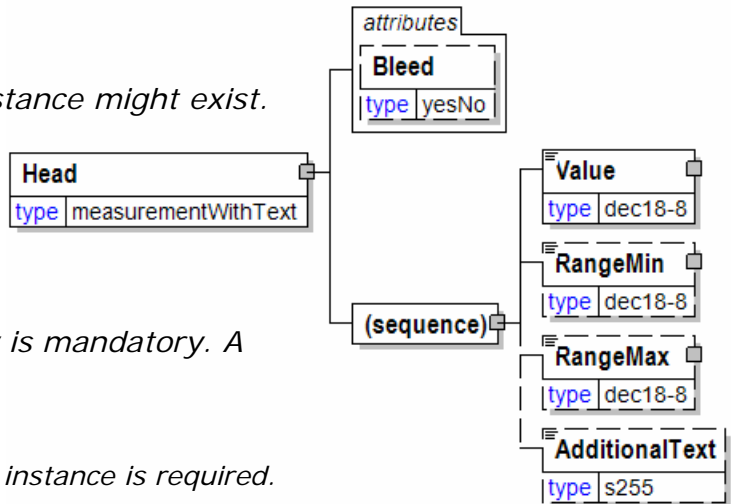 attributes
Bleed
type yesNo
stance might exist.
Head
type measurementWithText
Value
type dec18-8
RangeMin
type dec18-8
(sequence)
is mandatory. A
RangeMax
type dec18-8
AdditionalText
type s255
instance is required.